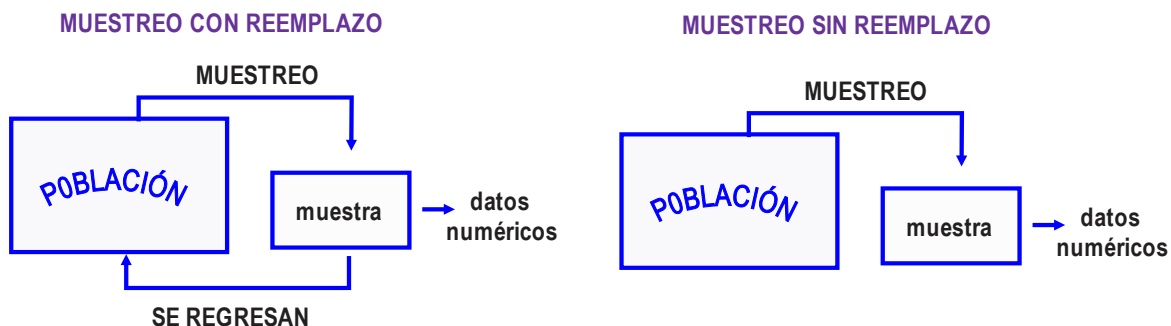 MUESTREO CON REEMPLAZO
MUESTREO
P0BLACIÓN
muestra
datos
numéricos
SE REGRESAN
MUESTREO SIN REEMPLAZO
MUESTREO
P0BLACIÓN
muestra
datos
numéricos